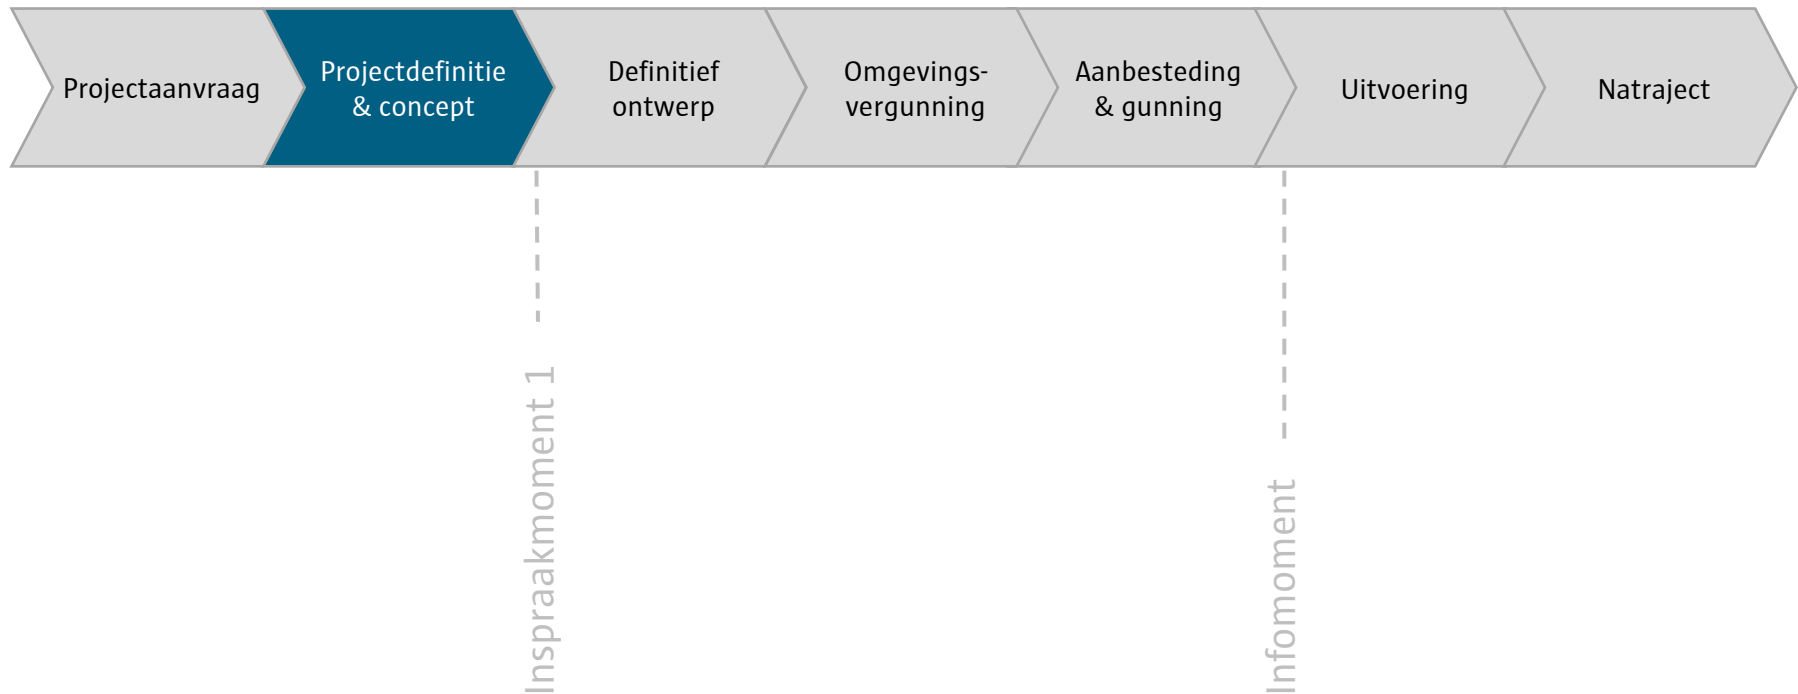 Projectaanvraag
Projectdefinitie
& concept
Definitief
ontwerp
Omgevings-
vergunning
Aanbesteding
& gunning
Uitvoering
Natraject
Inspraakmoment 1
Infomoment